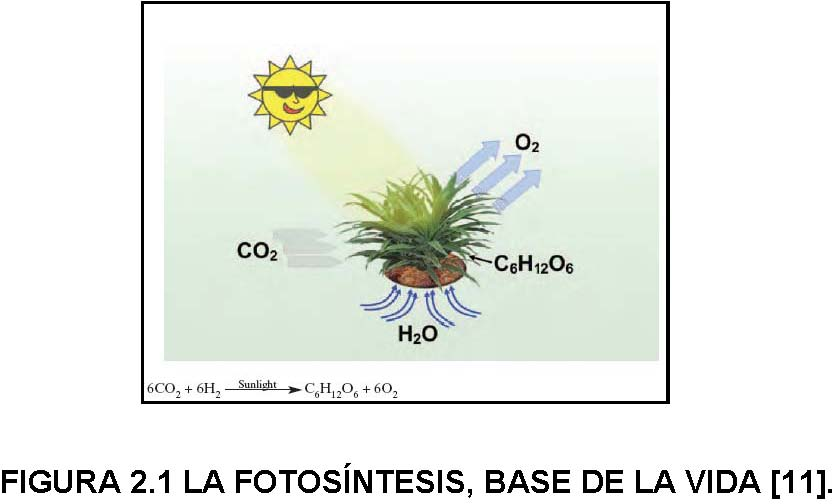 O₂
CO₂
C₆H₁₂O₆
H₂O
6CO₂ + 6H₂ Sunlight C₆H₁₂O₆ + 6O₂
FIGURA 2.1 LA FOTOSÍNTESIS, BASE DE LA VIDA [11].